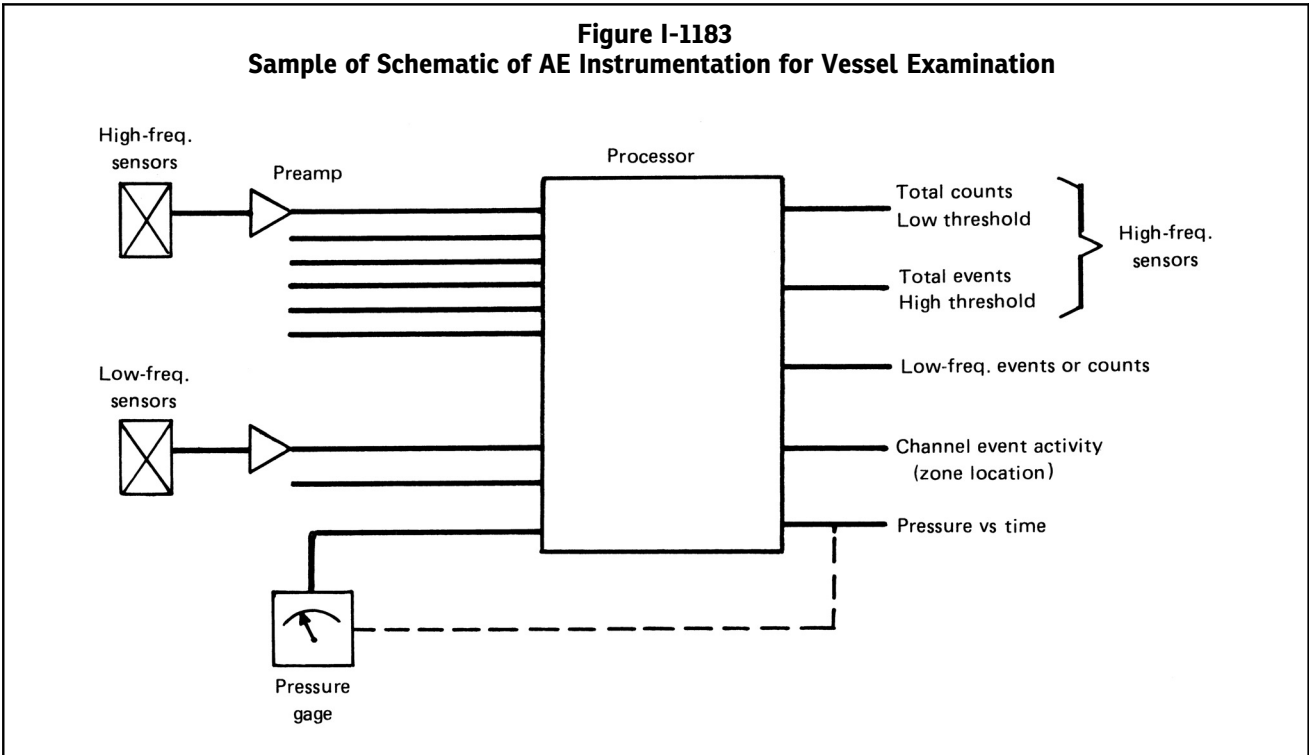 Figure I-1183
Sample of Schematic of AE Instrumentation for Vessel Examination
High-freq.
sensors
Preamp
Processor
Total counts
Low threshold
High-freq.
sensors
Total events
High threshold
Low-freq.
sensors
Low-freq. events or counts
Channel event activity
(zone location)
Pressure vs time
Pressure
gage